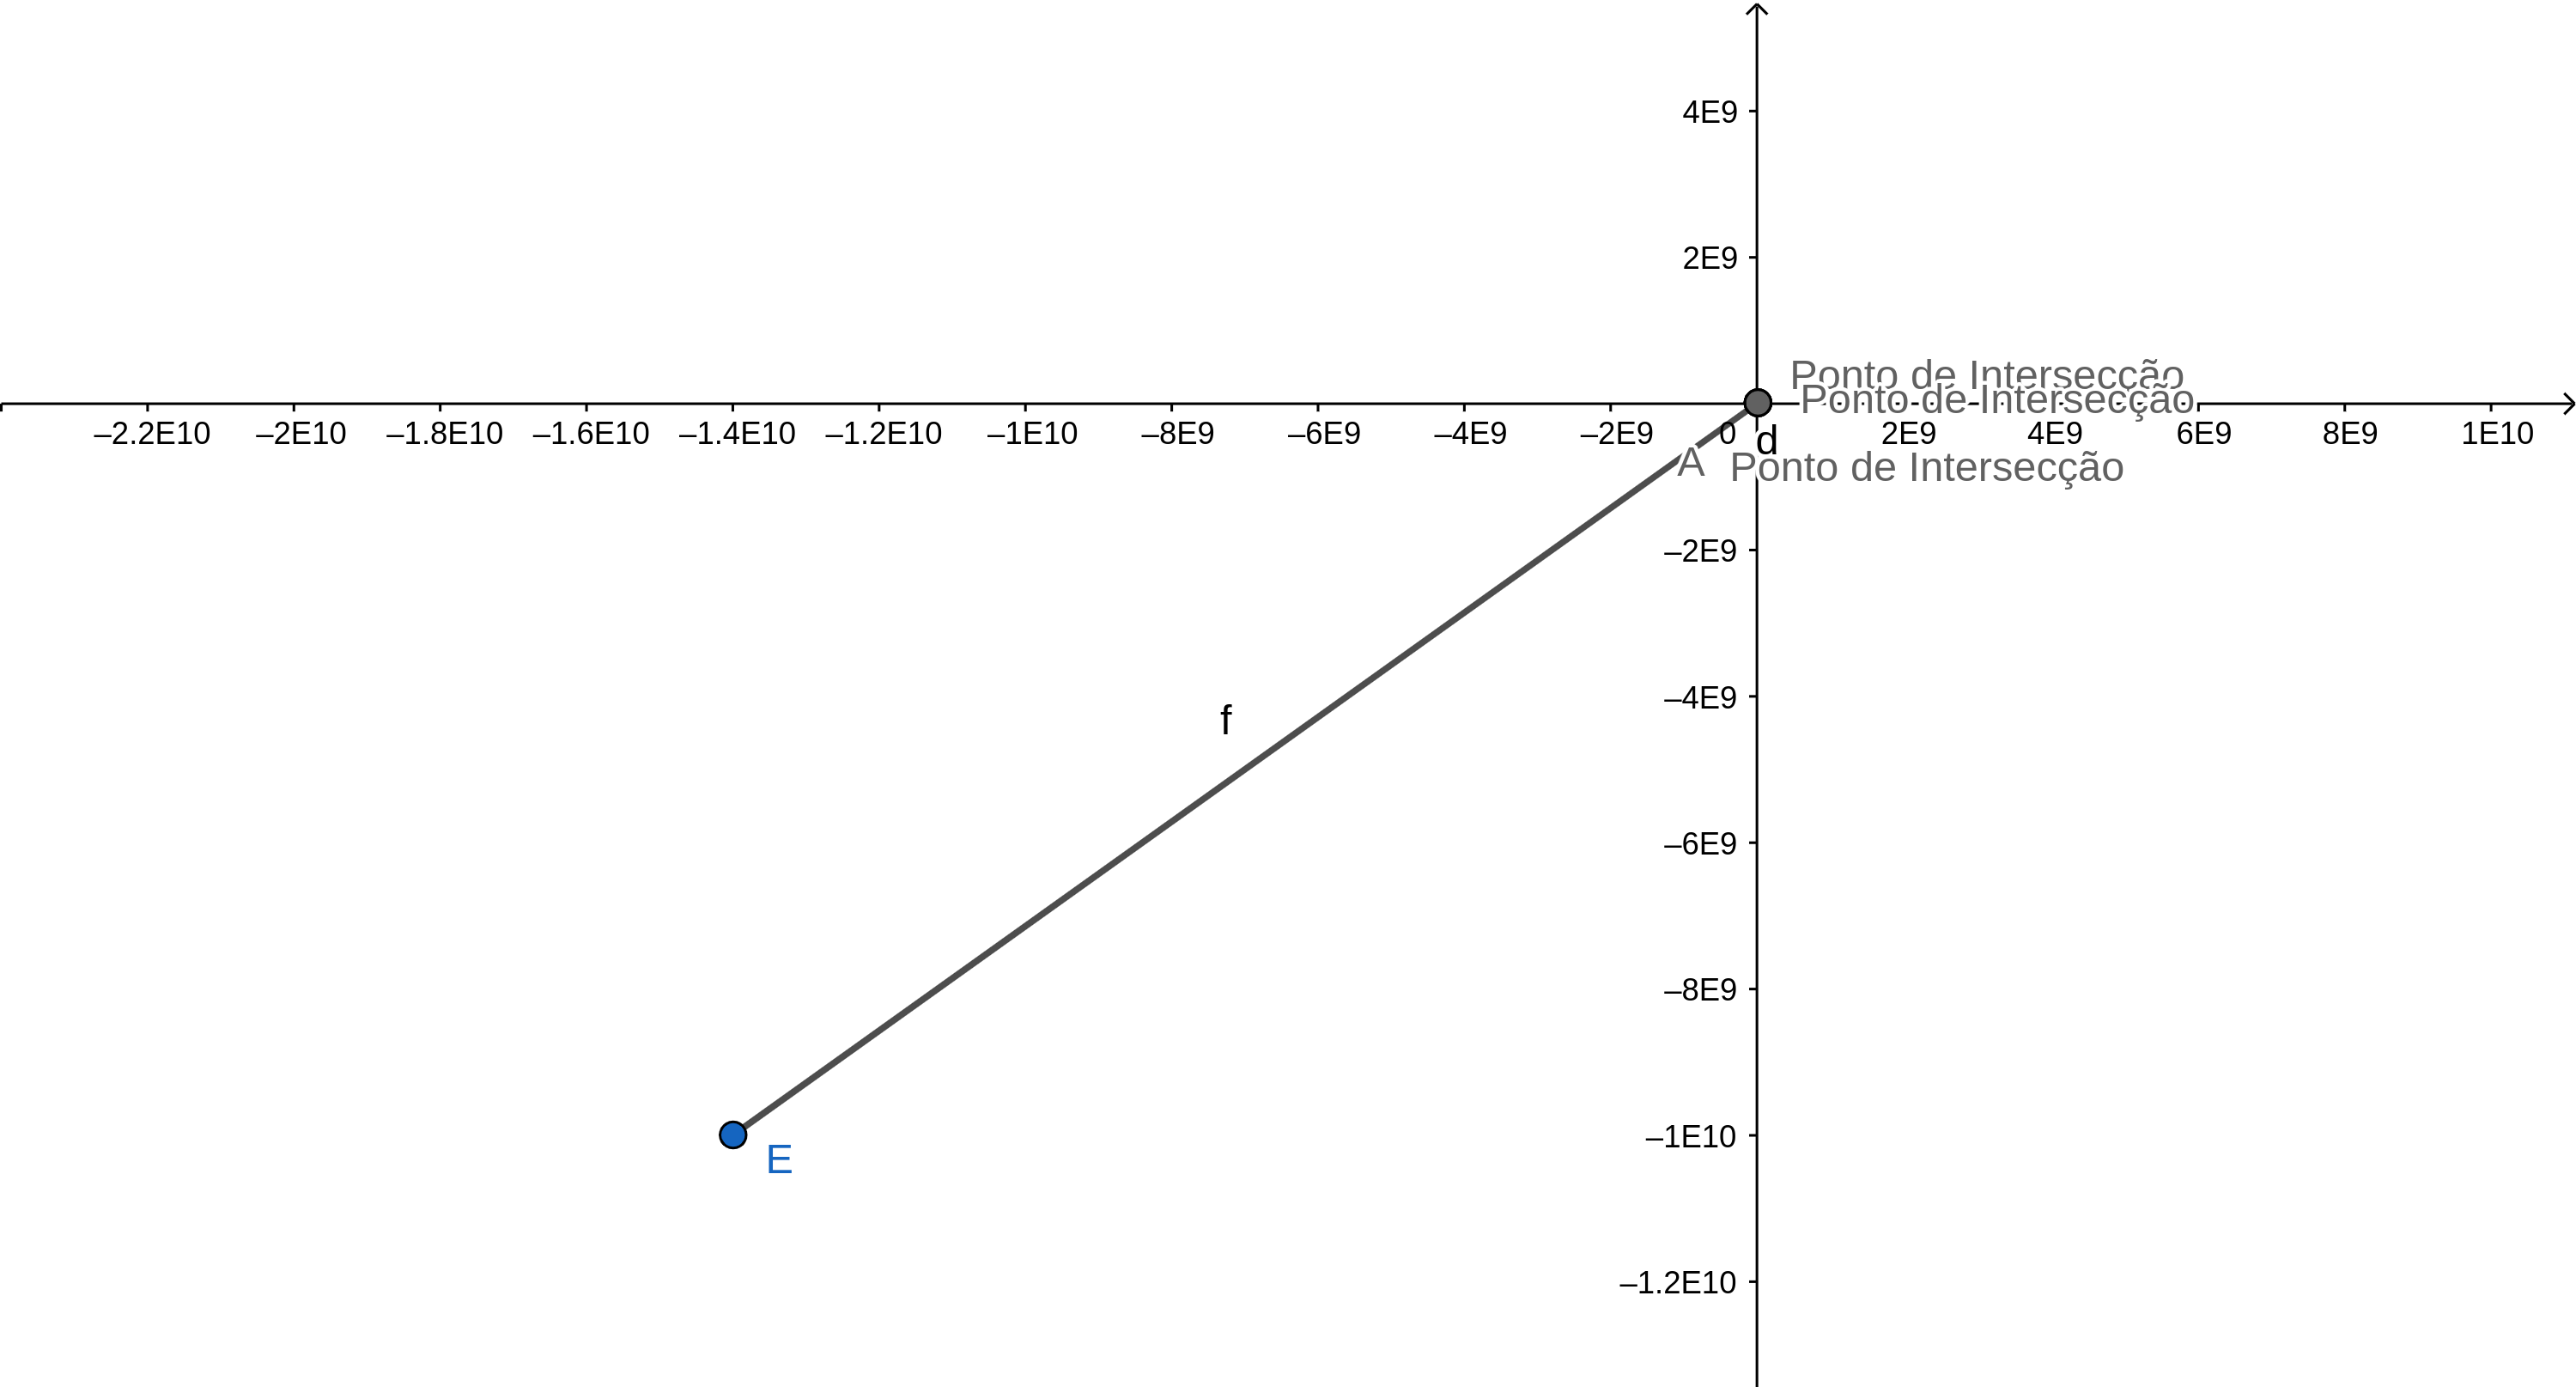 4E9
2E9
Ponto de Intersecção
Ponto de Intersecção
–2.2E10 –2E10 –1.8E10 –1.6E10 –1.4E10 –1.2E10 –1E10 –8E9 –6E9 –4E9 –2E9 0 d 2E9 4E9 6E9 8E9 1E10
A Ponto de Intersecção
–2E9
–4E9
f
–6E9
–8E9
–1E10
E
–1.2E10